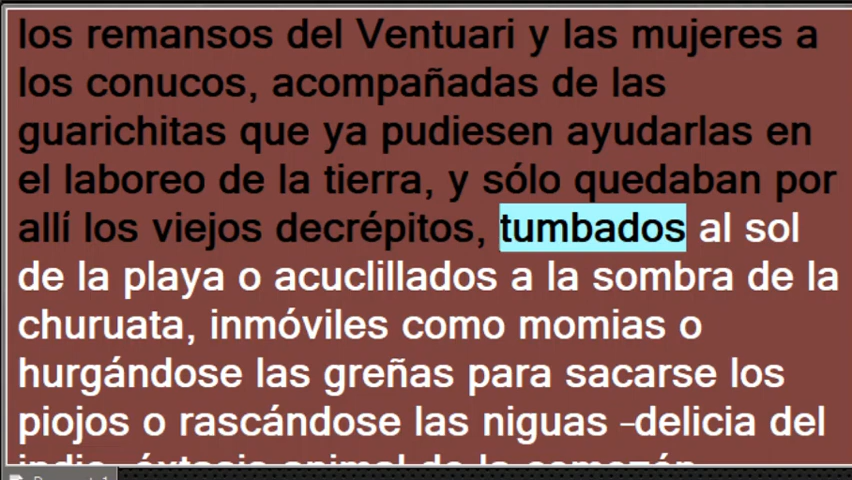 los remansos del Ventuari y las mujeres a
los conucos, acompañadas de las
guarichitas que ya pudiesen ayudarlas en
el laboreo de la tierra, y sólo quedaban por
allí los viejos decrépitos, tumbados al sol
de la playa o acuclillados a la sombra de la
churuata, inmóviles como momias o
hurgándose las greñas para sacarse los
piojos o rascándose las niguas –delicia del